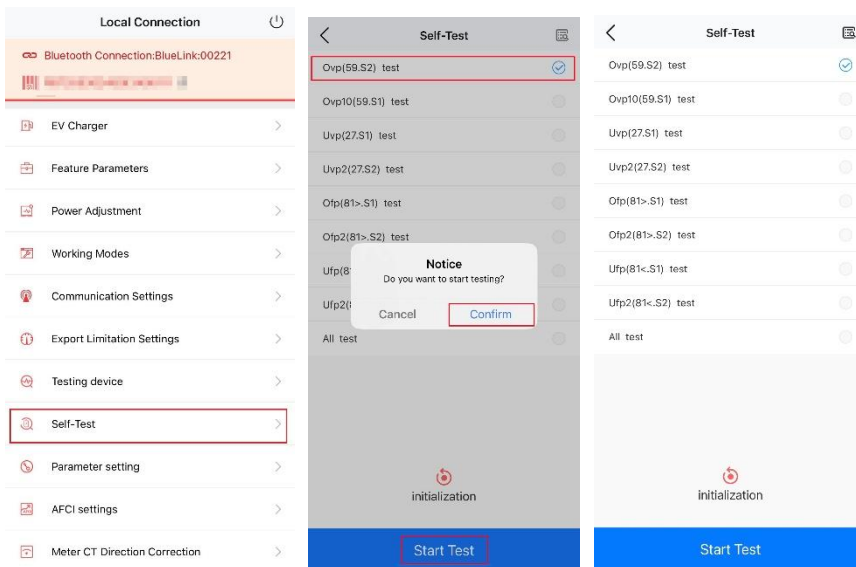 Local Connection
Bluetooth Connection:BlueLink:00221
EV Charger
Feature Parameters
Power Adjustment
Working Modes
Communication Settings
Export Limitation Settings
Testing device
Self-Test
Parameter setting
AFCI settings
Meter CT Direction Correction
Self-Test
Ovp(59.S2) test
Ovp10(59.S1) test
Uvp(27.S1) test
Uvp2(27.S2) test
Ofp(81>.S1) test
Ofp2(81>.S2) test
Ufp(8
Ufp2(8
All test
Notice
Do you want to start testing?
Cancel
Confirm
initialization
Start Test
Self-Test
Ovp(59.S2) test
Ovp10(59.S1) test
Uvp(27.S1) test
Uvp2(27.S2) test
Ofp(81>.S1) test
Ofp2(81>.S2) test
Ufp(81<.S1) test
Ufp2(81<.S2) test
All test
initialization
Start Test